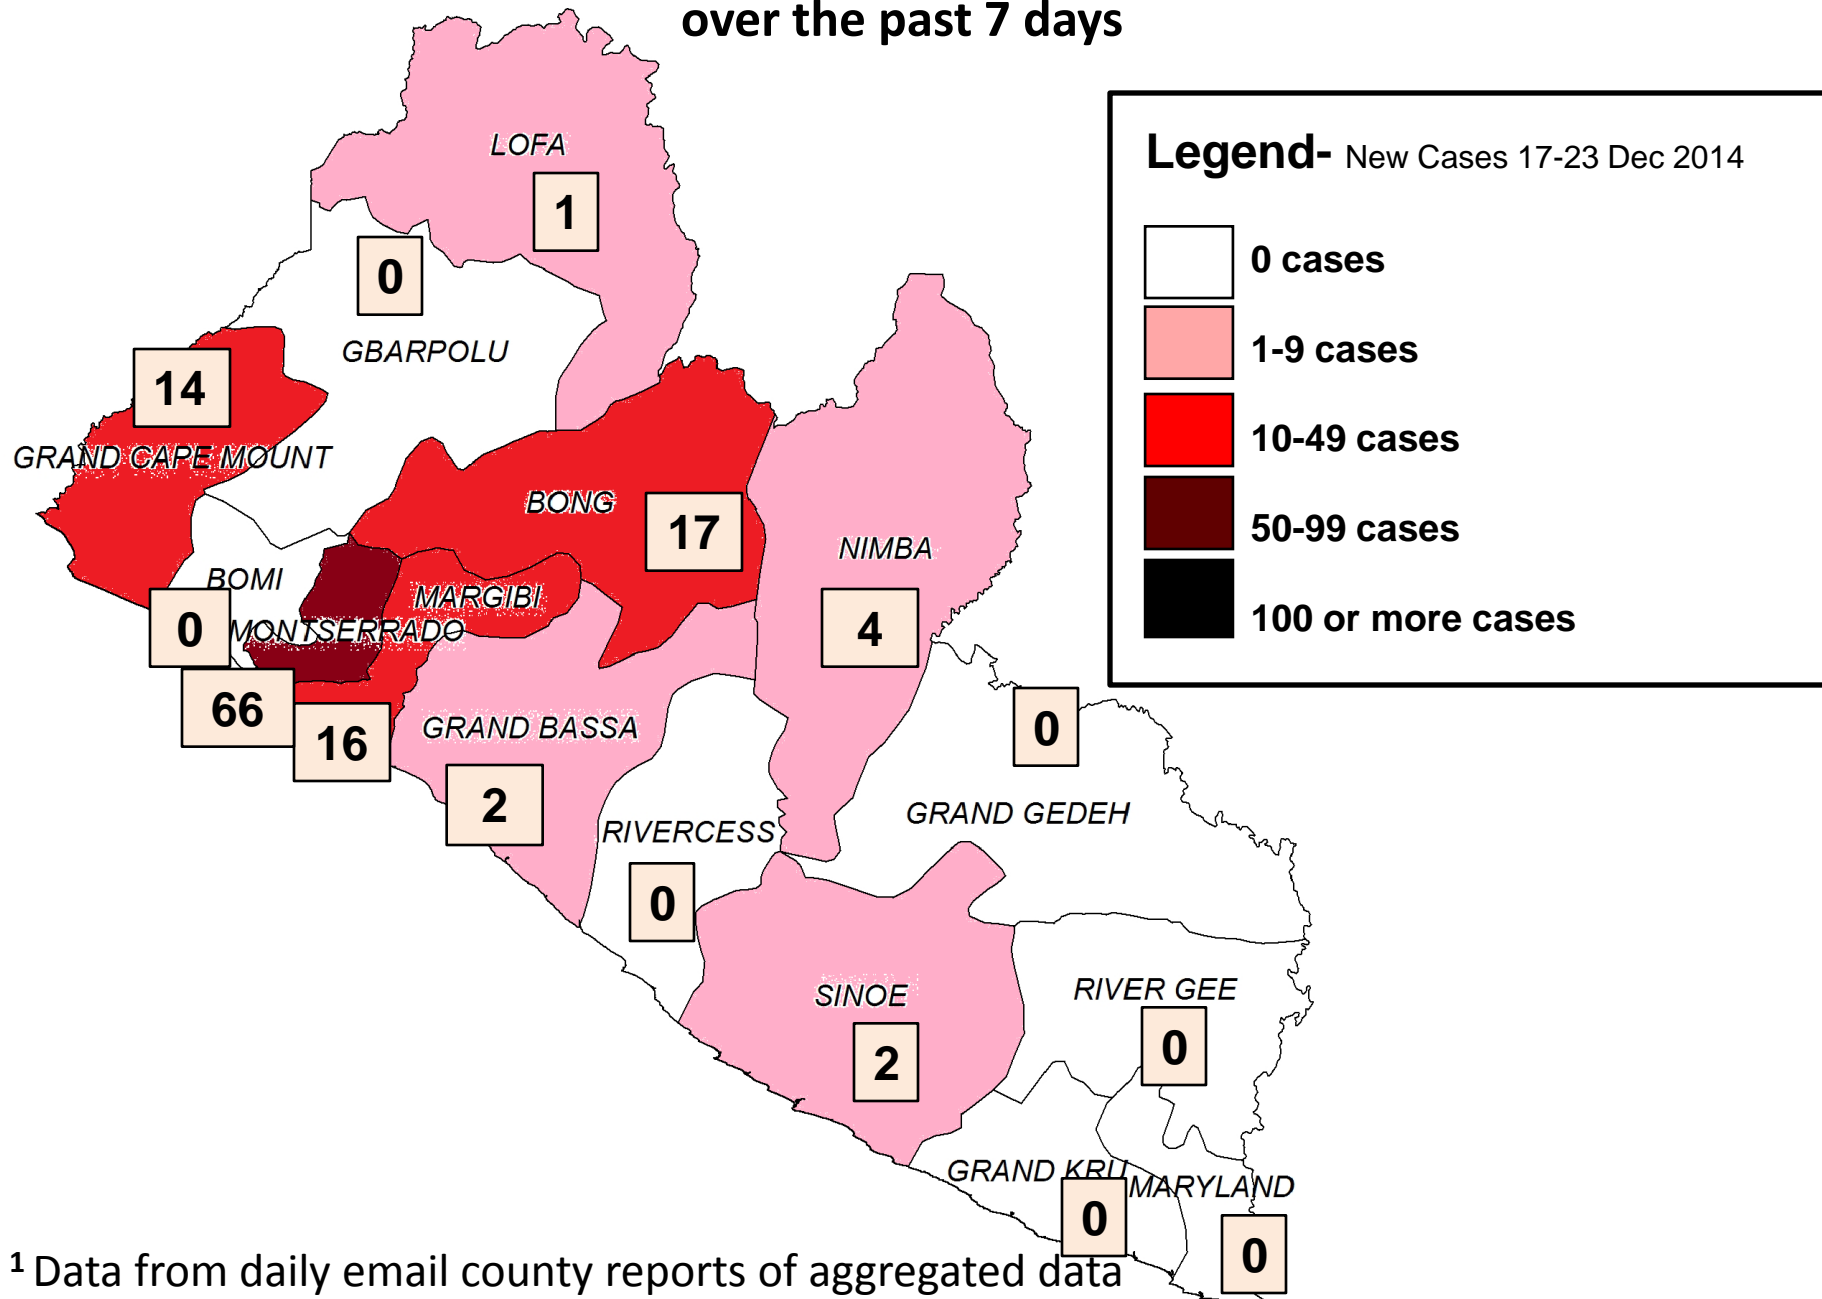 over the past 7 days
Legend- New Cases 17-23 Dec 2014
0 cases
1-9 cases
10-49 cases
50-99 cases
100 or more cases
LOFA
1
0
GBARPOLU
14
GRAND CAPE MOUNT
BONG
17
NIMBA
4
BOMI
0
MARGIBI
MONTSERRADO
66
16
GRAND BASSA
2
0
GRAND GEDEH
RIVERCESS
0
SINOE
2
RIVER GEE
0
GRAND KRU
0
MARYLAND
0
1 Data from daily email county reports of aggregated data